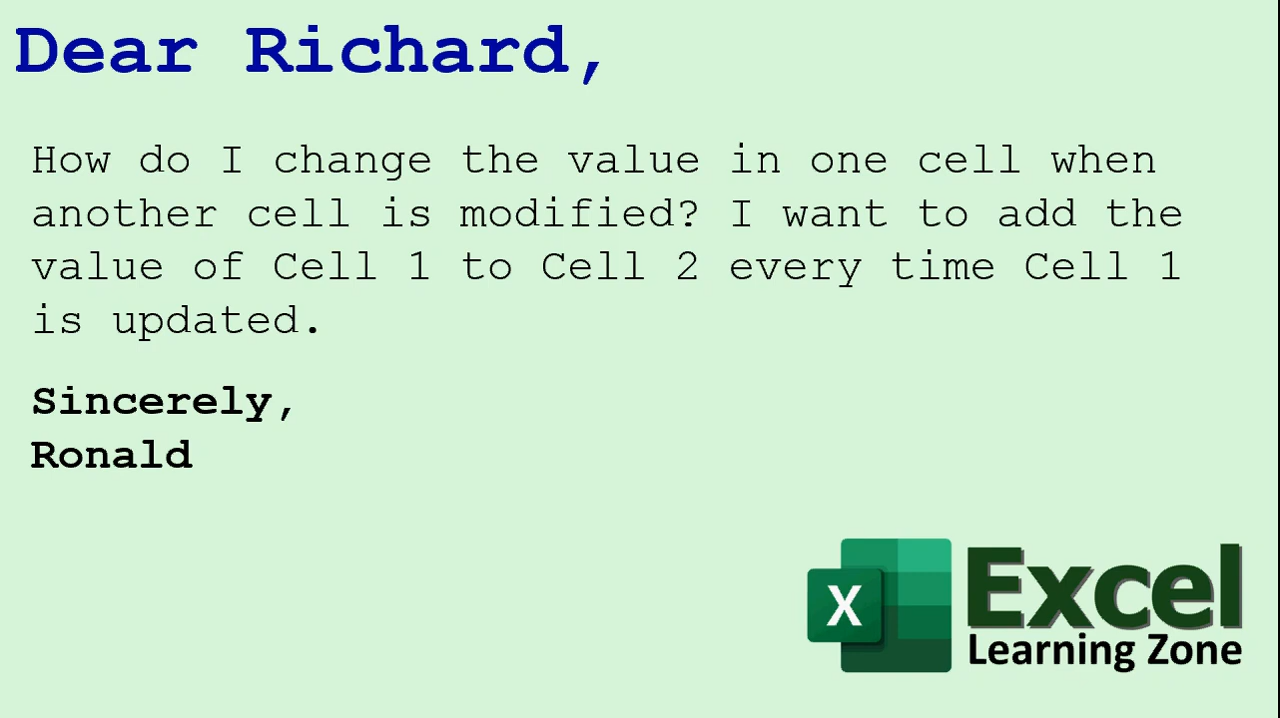 Dear Richard,
How do I change the value in one cell when
another cell is modified? I want to add the
value of Cell 1 to Cell 2 every time Cell 1
is updated.
Sincerely,
Ronald
X
Excel
Learning Zone